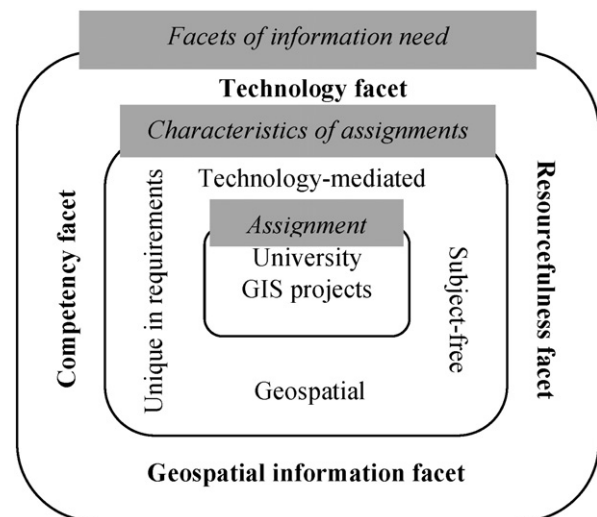 Facets of information need
Technology facet
Characteristics of assignments
Technology-mediated
Assignment
University
GIS projects
Competency facet
Unique in requirements
Subject-free
Resourcefulness facet
Geospatial
Geospatial information facet